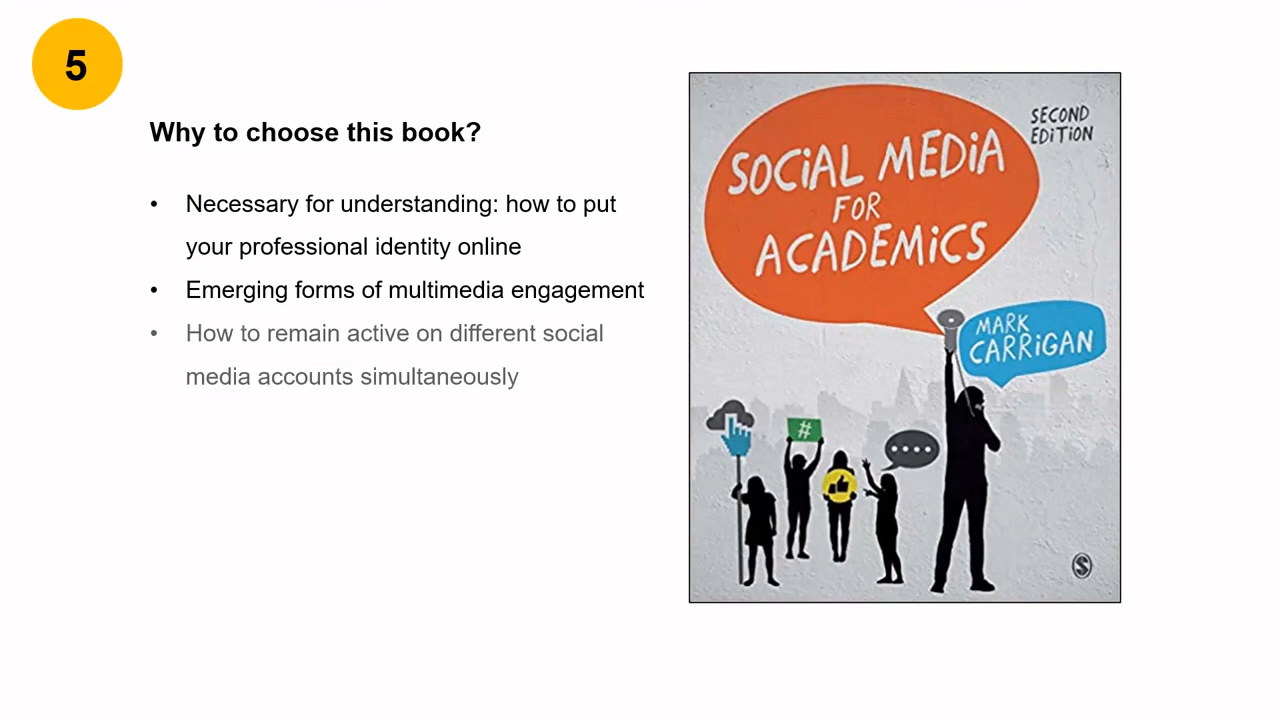 5
Why to choose this book?
• Necessary for understanding: how to put
your professional identity online
• Emerging forms of multimedia engagement
• How to remain active on different social
media accounts simultaneously
SECOND
EDiTiON
SOCiAL MEDiA
FOR
ACADEMiCS
MARK
CARRiGAN
#
S